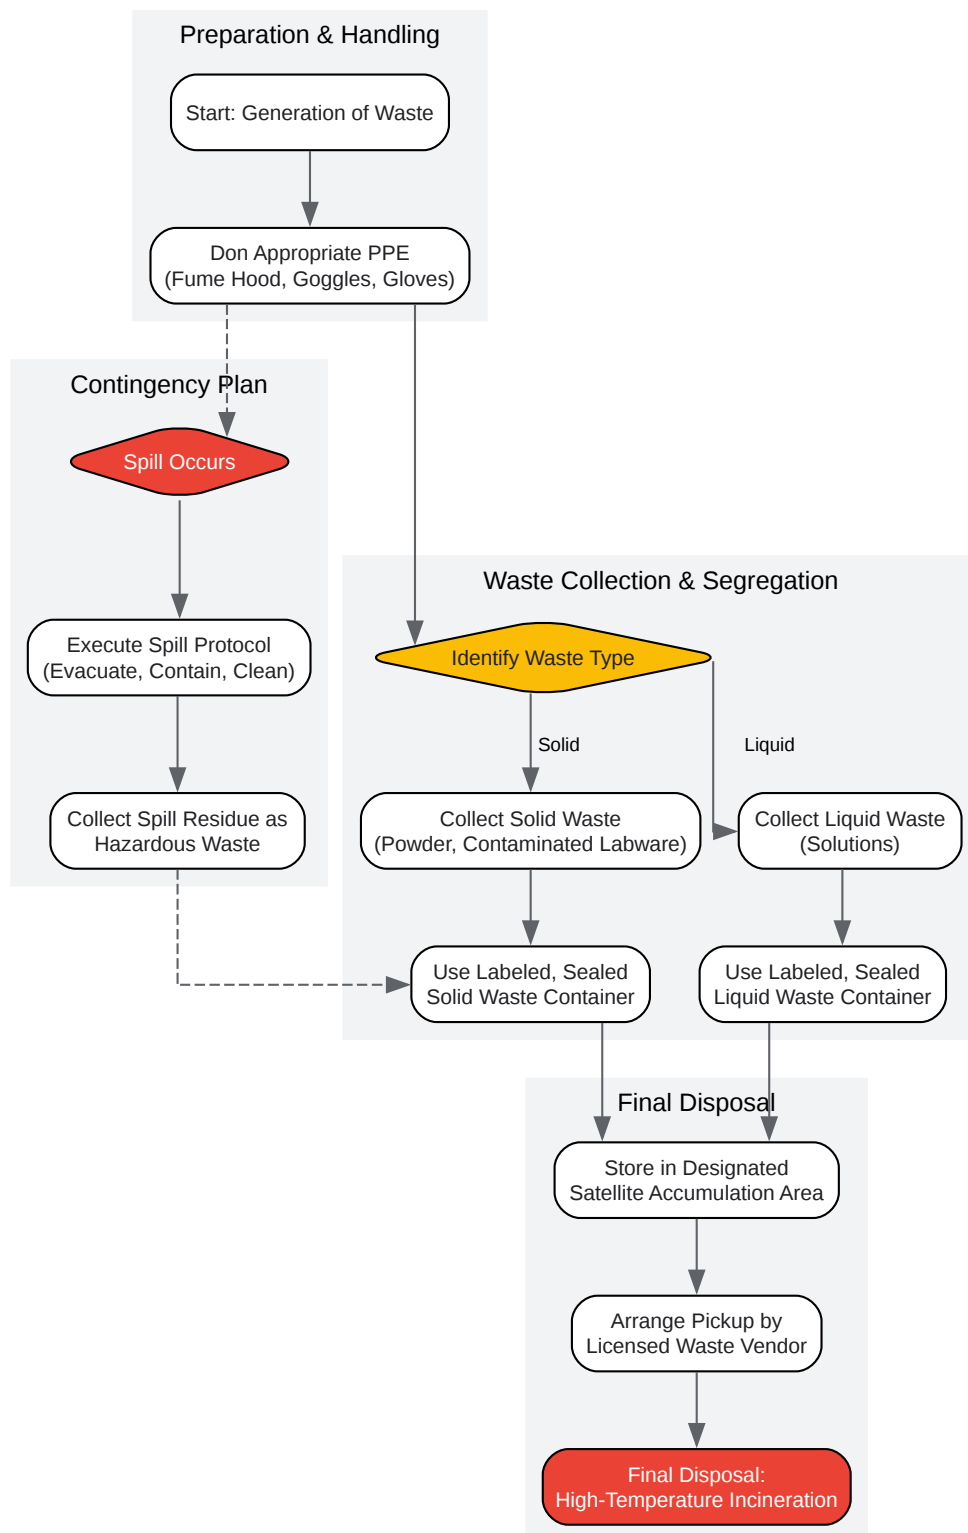 Preparation & Handling
Start: Generation of Waste
Don Appropriate PPE
(Fume Hood, Goggles, Gloves)
Contingency Plan
Spill Occurs
Execute Spill Protocol
(Evacuate, Contain, Clean)
Collect Spill Residue as
Hazardous Waste
Waste Collection & Segregation
Identify Waste Type
Solid
Liquid
Collect Solid Waste
(Powder, Contaminated Labware)
Collect Liquid Waste
(Solutions)
Use Labeled, Sealed
Solid Waste Container
Use Labeled, Sealed
Liquid Waste Container
Final Disposal
Store in Designated
Satellite Accumulation Area
Arrange Pickup by
Licensed Waste Vendor
Final Disposal:
High-Temperature Incineration